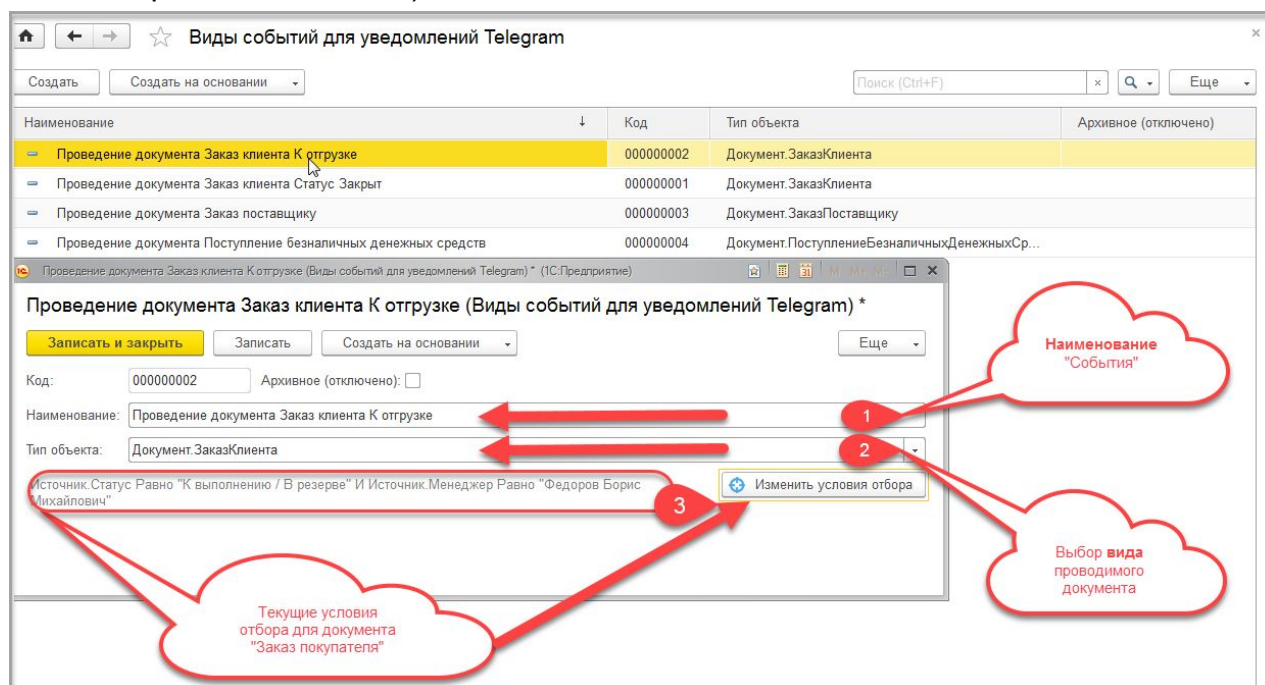 Виды событий для уведомлений Telegram
Создать Создать на основании Поиск (Ctrl+F) Еще
Наименование Код Тип объекта Архивное (отключено)
Проведение документа Заказ клиента К отгрузке 000000002 Документ.ЗаказКлиента
Проведение документа Заказ клиента Статус Закрыт 000000001 Документ.ЗаказКлиента
Проведение документа Заказ поставщику 000000003 Документ.ЗаказПоставщику
Проведение документа Поступление безналичных денежных средств 000000004 Документ.ПоступлениеБезналичныхДенежныхСр...
Проведение документа Заказ клиента К отгрузке (Виды событий для уведомлений Telegram) * (1С:Предприятие) 31 M M+ M-
Проведение документа Заказ клиента К отгрузке (Виды событий для уведомлений Telegram) *
Записать и закрыть Записать Создать на основании Еще
Код: 000000002 Архивное (отключено):
Наименование: Проведение документа Заказ клиента К отгрузке 1
Тип объекта: Документ.ЗаказКлиента 2
Источник.Статус Равно "К выполнению / В резерве" И Источник.Менеджер Равно "Федоров Борис
Михайлович"
3
Изменить условия отбора
Наименование
"События"
Выбор вида
проводимого
документа
Текущие условия
отбора для документа
"Заказ покупателя"